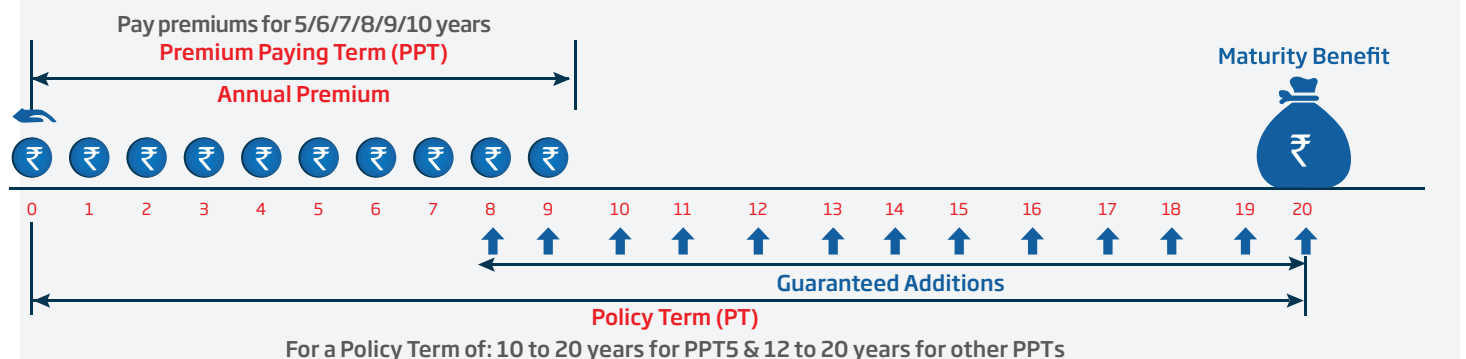 Pay premiums for 5/6/7/8/9/10 years
Premium Paying Term (PPT)
Maturity Benefit
Annual Premium
₹ ₹ ₹ ₹ ₹ ₹ ₹ ₹ ₹ ₹ ₹
0 1 2 3 4 5 6 7 8 9 10 11 12 13 14 15 16 17 18 19 20
Guaranteed Additions
Policy Term (PT)
For a Policy Term of: 10 to 20 years for PPT5 & 12 to 20 years for other PPTs